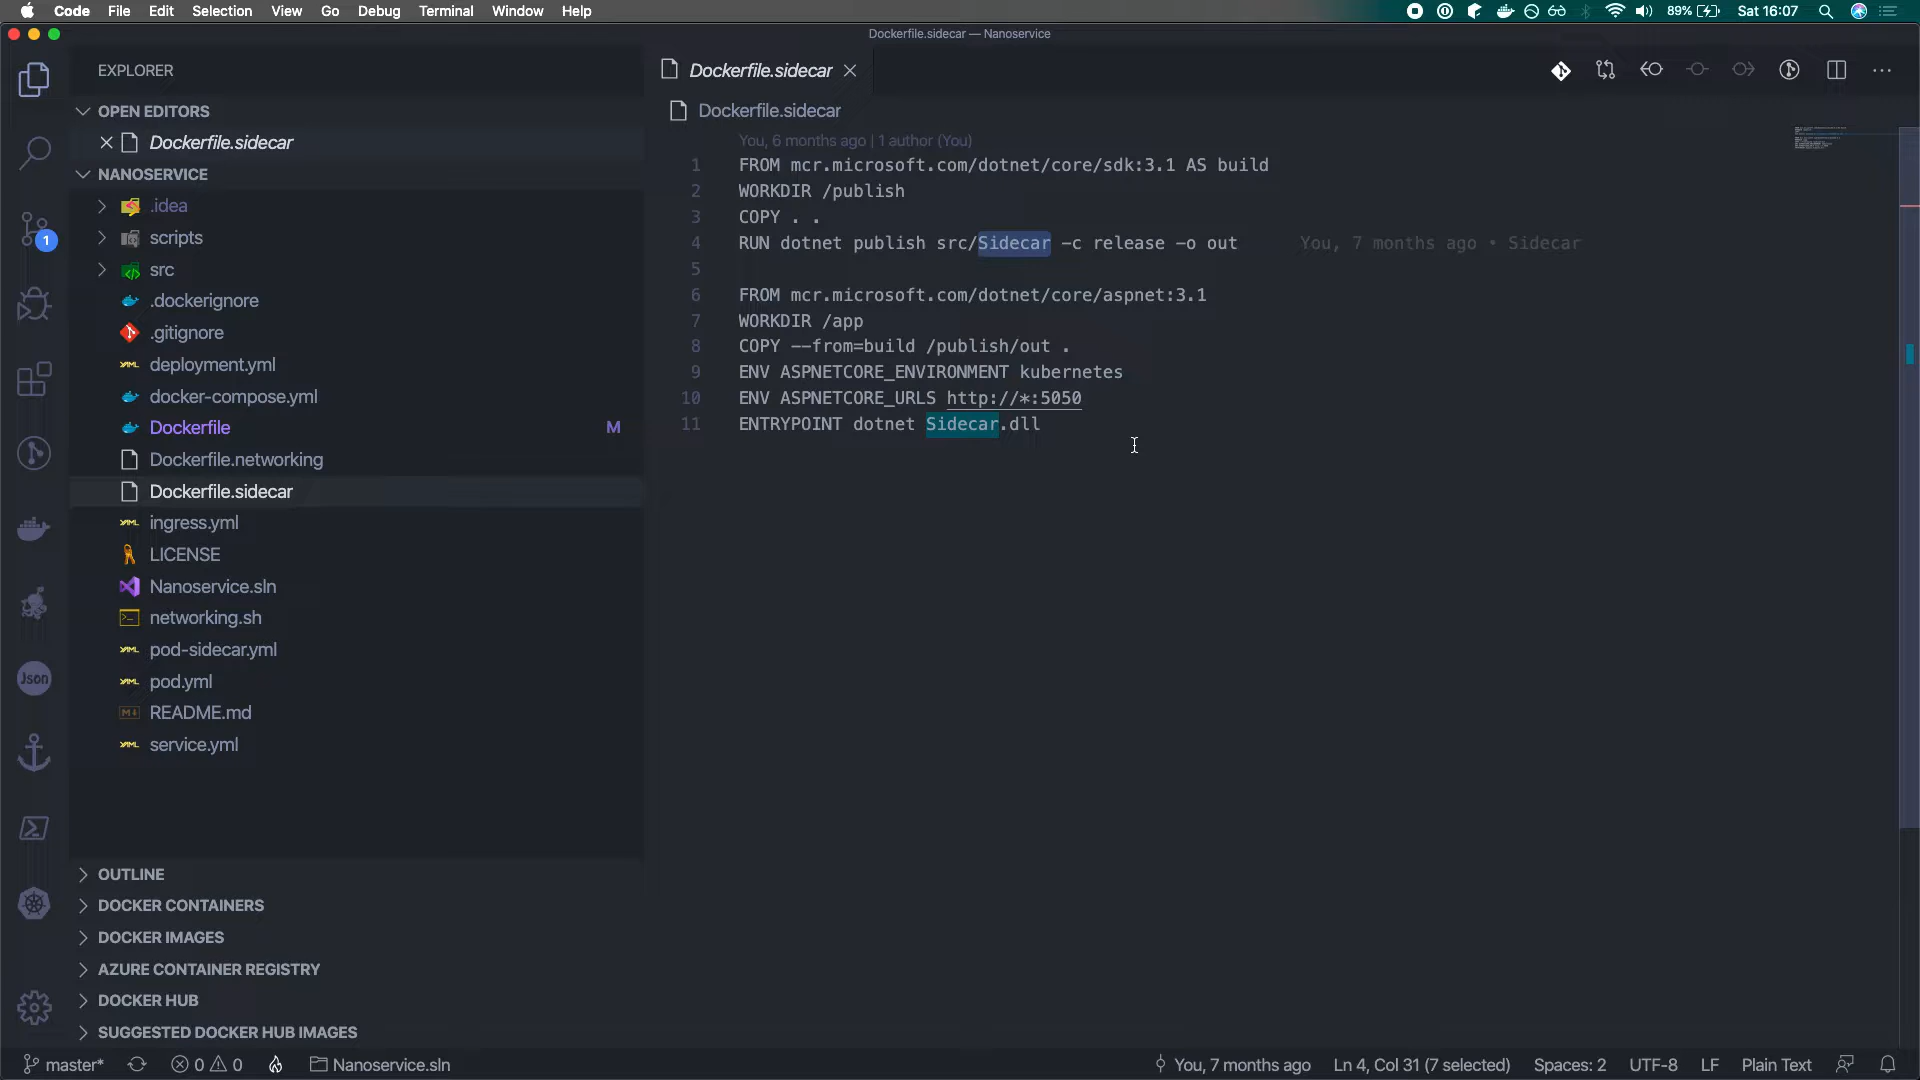 Code File Edit Selection View Go Debug Terminal Window Help
89% Sat 16:07
Dockerfile.sidecar — Nanoservice
EXPLORER
OPEN EDITORS
Dockerfile.sidecar
NANOSERVICE
.idea
scripts
src
.dockerignore
.gitignore
deployment.yml
docker-compose.yml
Dockerfile M
Dockerfile.networking
Dockerfile.sidecar
ingress.yml
LICENSE
Nanoservice.sln
networking.sh
pod-sidecar.yml
pod.yml
README.md
service.yml
OUTLINE
DOCKER CONTAINERS
DOCKER IMAGES
AZURE CONTAINER REGISTRY
DOCKER HUB
SUGGESTED DOCKER HUB IMAGES
1
Json
Dockerfile.sidecar
Dockerfile.sidecar
You, 6 months ago | 1 author (You)
1 FROM mcr.microsoft.com/dotnet/core/sdk:3.1 AS build
2 WORKDIR /publish
3 COPY . .
4 RUN dotnet publish src/Sidecar -c release -o out You, 7 months ago • Sidecar
5
6 FROM mcr.microsoft.com/dotnet/core/aspnet:3.1
7 WORKDIR /app
8 COPY --from=build /publish/out .
9 ENV ASPNETCORE_ENVIRONMENT kubernetes
10 ENV ASPNETCORE_URLS http://*:5050
11 ENTRYPOINT dotnet Sidecar.dll
master* 0 0 Nanoservice.sln You, 7 months ago Ln 4, Col 31 (7 selected) Spaces: 2 UTF-8 LF Plain Text